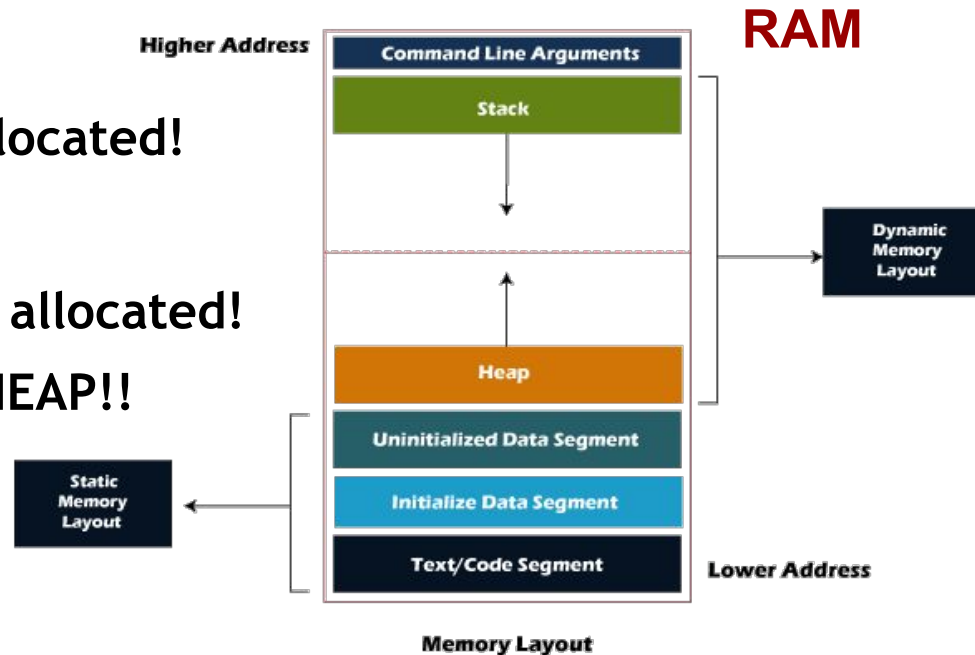 RAM
Higher Address
Command Line Arguments
Stack
located!
Dynamic
Memory
Layout
allocated!
Heap
HEAP!!
Uninitialized Data Segment
Static
Memory
Layout
Initialize Data Segment
Text/Code Segment
Lower Address
Memory Layout